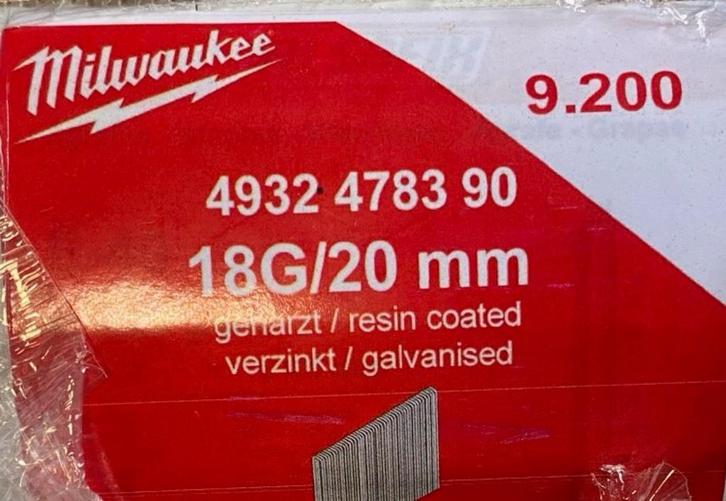 Milwaukee
9.200
4932 4783 90
18G/20 mm
geharzt / resin coated
verzinkt / galvanised